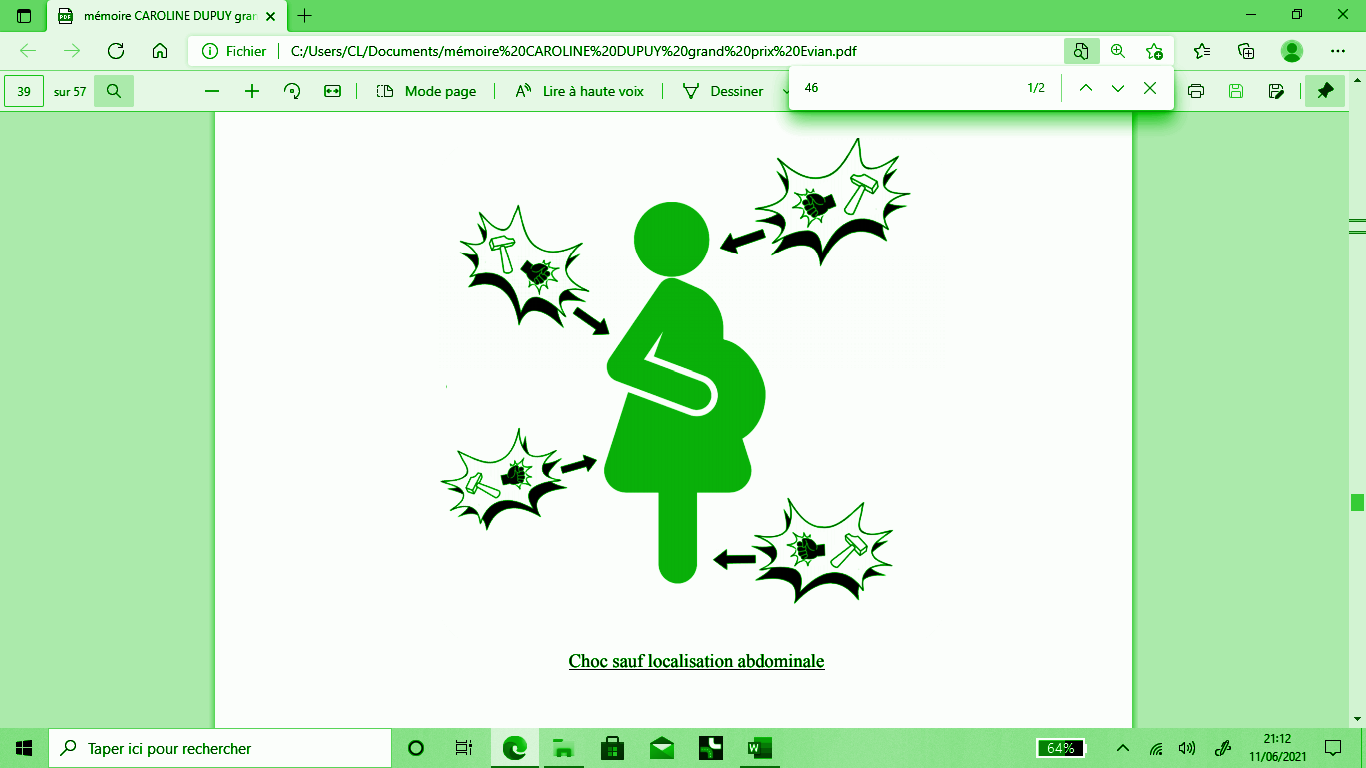 mémoire CAROLINE DUPUY gran
Fichier
C:/Users/CL/Documents/mémoire%20CAROLINE%20DUPUY%20grand%20prix%20Evian.pdf
39
sur 57
Mode page
Lire à haute voix
Dessiner
46
1/2
Choc sauf localisation abdominale
Taper ici pour rechercher
64%
21:12
11/06/2021